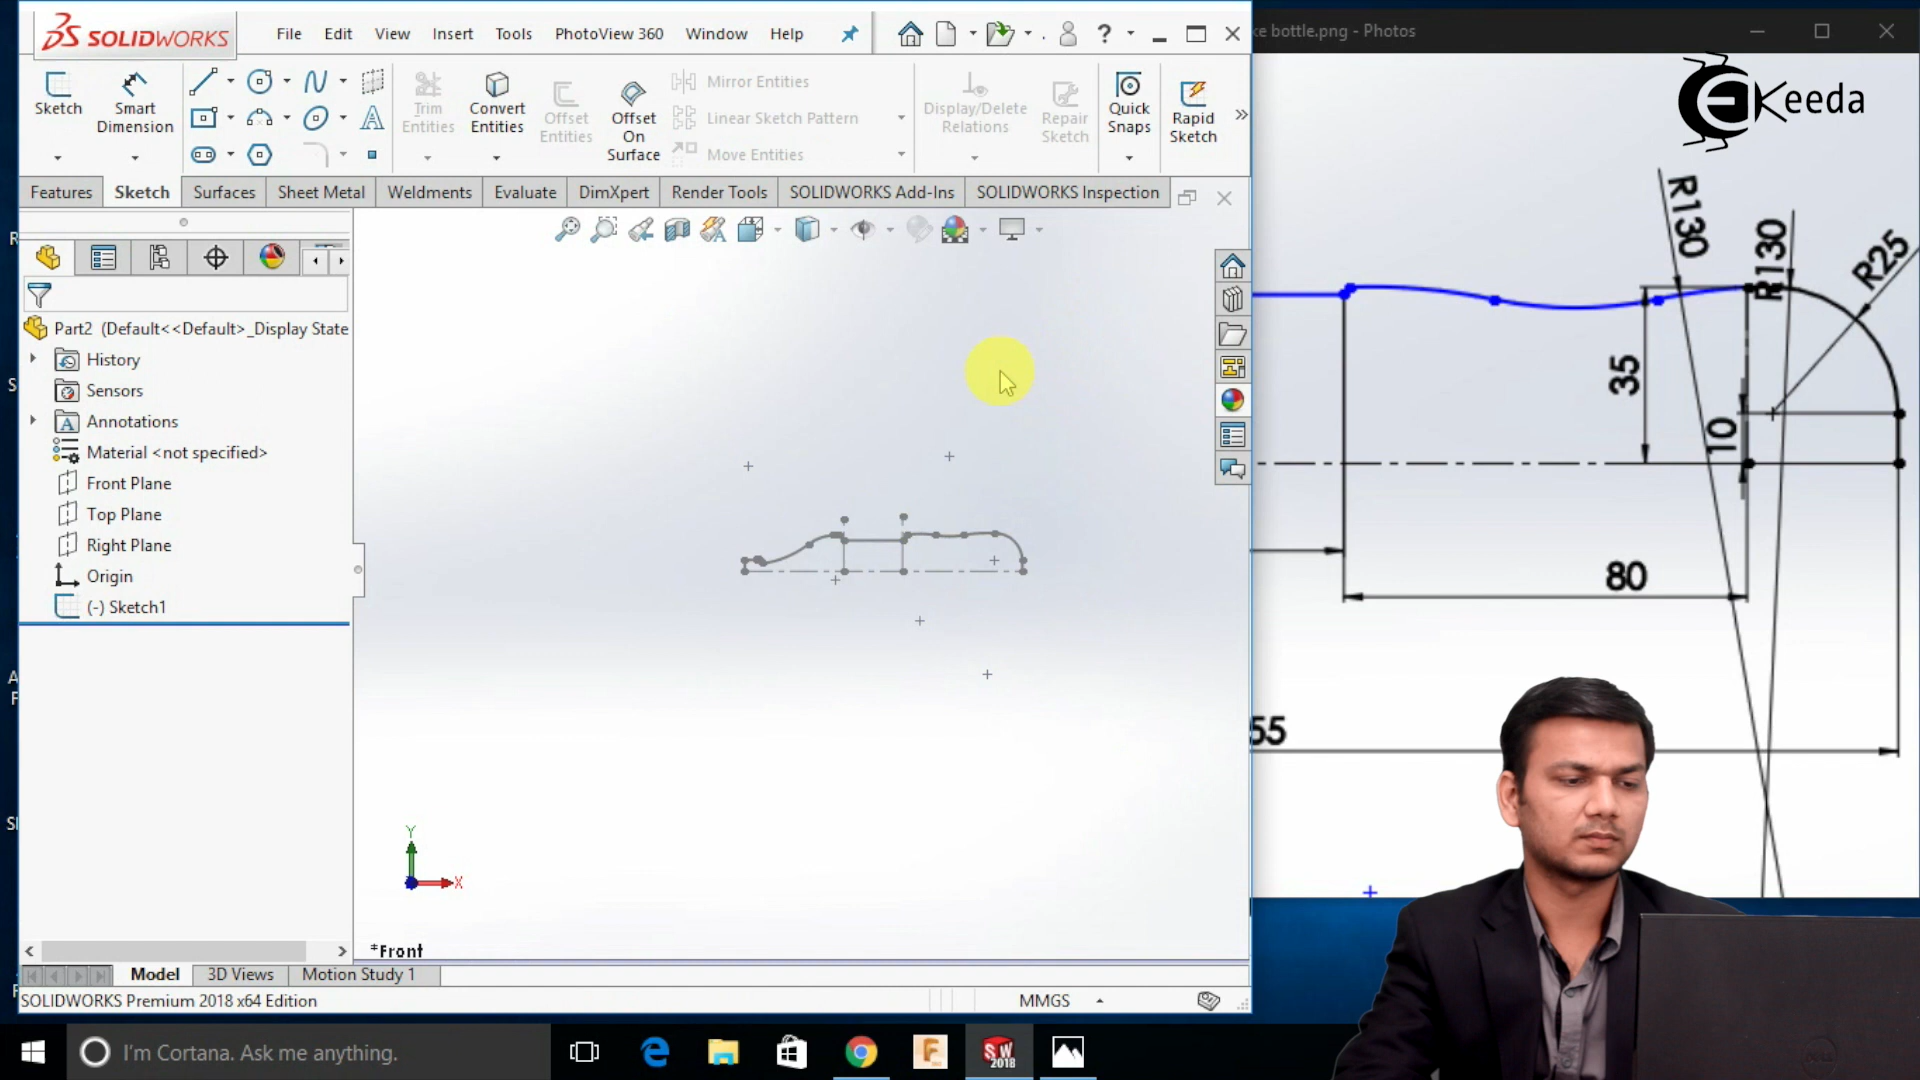 SOLIDWORKS
File Edit View Insert Tools PhotoView 360 Window Help
?
ke bottle.png - Photos
Keeda
Sketch
Smart Dimension
Trim Entities
Convert Entities
Offset Entities
Offset On Surface
Mirror Entities
Linear Sketch Pattern
Move Entities
Display/Delete Relations
Repair Sketch
Quick Snaps
Rapid Sketch
Features Sketch Surfaces Sheet Metal Weldments Evaluate DimXpert Render Tools SOLIDWORKS Add-Ins SOLIDWORKS Inspection
Part2 (Default<<Default>_Display State
History
Sensors
Annotations
Material <not specified>
Front Plane
Top Plane
Right Plane
Origin
(-) Sketch1
R130
R130
R25
35
10
80
55
Y
X
*Front
Model 3D Views Motion Study 1
SOLIDWORKS Premium 2018 x64 Edition
MMGS
I'm Cortana. Ask me anything.
SW 2018
DELL